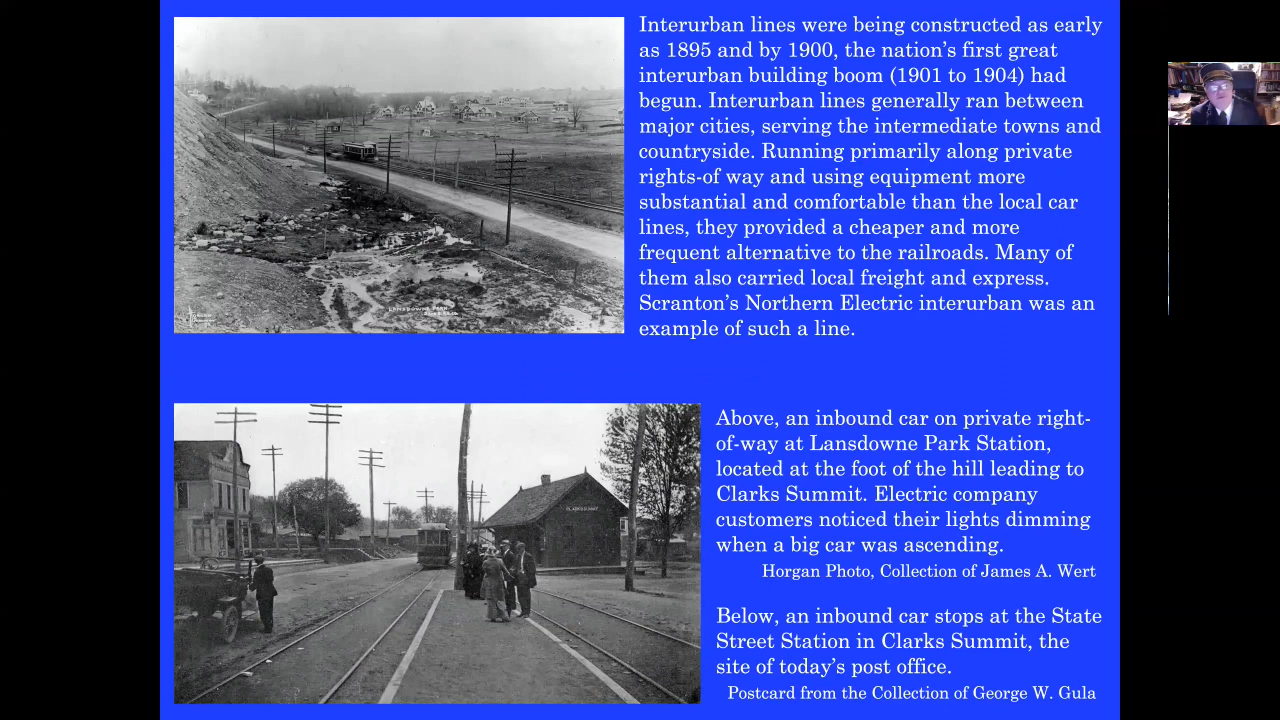 Interurban lines were being constructed as early
as 1895 and by 1900, the nation’s first great
interurban building boom (1901 to 1904) had
begun. Interurban lines generally ran between
major cities, serving the intermediate towns and
countryside. Running primarily along private
rights-of way and using equipment more
substantial and comfortable than the local car
lines, they provided a cheaper and more
frequent alternative to the railroads. Many of
them also carried local freight and express.
Scranton’s Northern Electric interurban was an
example of such a line.
Above, an inbound car on private right-
of-way at Lansdowne Park Station,
located at the foot of the hill leading to
Clarks Summit. Electric company
customers noticed their lights dimming
when a big car was ascending.
Horgan Photo, Collection of James A. Wert
Below, an inbound car stops at the State
Street Station in Clarks Summit, the
site of today’s post office.
Postcard from the Collection of George W. Gula